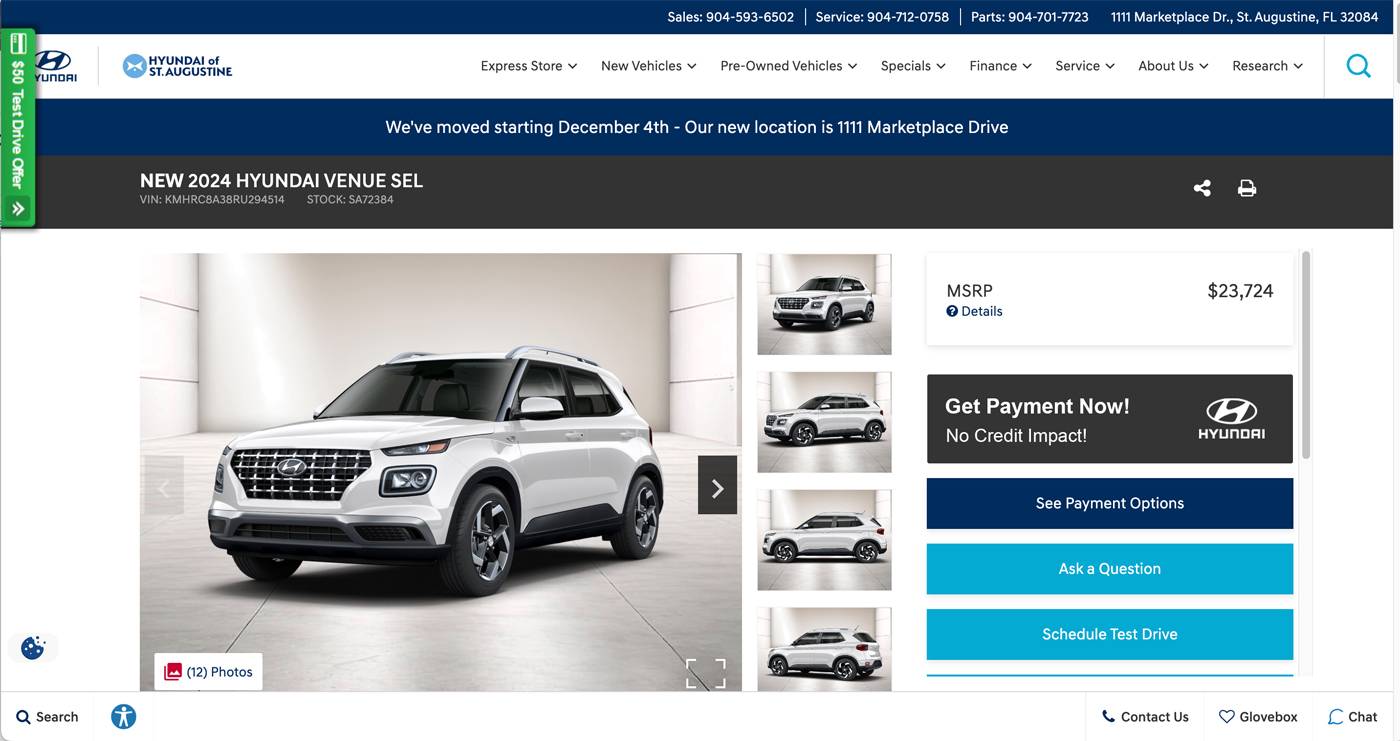 Sales: 904-593-6502 Service: 904-712-0758 Parts: 904-701-7723 1111 Marketplace Dr., St. Augustine, FL 32084
$50 Test Drive Offer
HYUNDAI of
ST.AUGUSTINE
Express Store New Vehicles Pre-Owned Vehicles Specials Finance Service About Us Research
We've moved starting December 4th - Our new location is 1111 Marketplace Drive
NEW 2024 HYUNDAI VENUE SEL
VIN: KMHRC8A38RU294514 STOCK: SA72384
MSRP $23,724
Details
Get Payment Now!
No Credit Impact!
HYUNDAI
See Payment Options
Ask a Question
Schedule Test Drive
(12) Photos
Search Contact Us Glovebox Chat